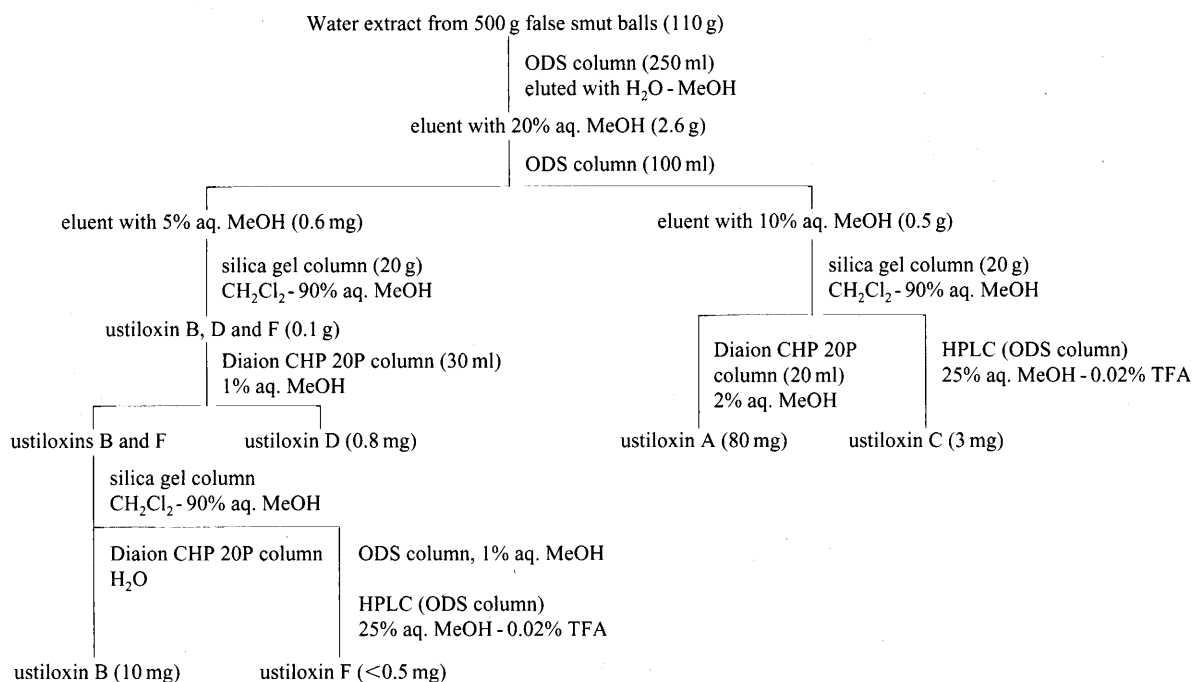 Water extract from 500 g false smut balls (110 g)
ODS column (250 ml)
eluted with H₂O - MeOH
eluent with 20% aq. MeOH (2.6 g)
ODS column (100 ml)
eluent with 5% aq. MeOH (0.6 mg)
eluent with 10% aq. MeOH (0.5 g)
silica gel column (20 g)
CH₂Cl₂ - 90% aq. MeOH
silica gel column (20 g)
CH₂Cl₂ - 90% aq. MeOH
ustiloxin B, D and F (0.1 g)
Diaion CHP 20P column (30 ml)
1% aq. MeOH
Diaion CHP 20P
column (20 ml)
2% aq. MeOH
HPLC (ODS column)
25% aq. MeOH - 0.02% TFA
ustiloxins B and F
ustiloxin D (0.8 mg)
ustiloxin A (80 mg)
ustiloxin C (3 mg)
silica gel column
CH₂Cl₂ - 90% aq. MeOH
Diaion CHP 20P column
H₂O
ODS column, 1% aq. MeOH
HPLC (ODS column)
25% aq. MeOH - 0.02% TFA
ustiloxin B (10 mg)
ustiloxin F (<0.5 mg)